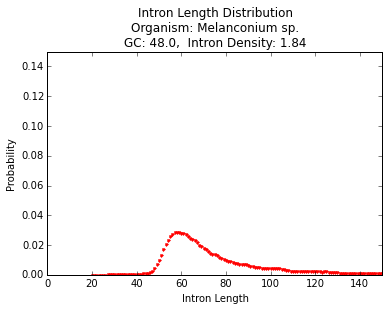 Intron Length Distribution
Organism: Melanconium sp.
GC: 48.0,  Intron Density: 1.84
0.14
0.12
0.10
0.08
0.06
0.04
0.02
0.00
Probability
0 20 40 60 80 100 120 140
Intron Length